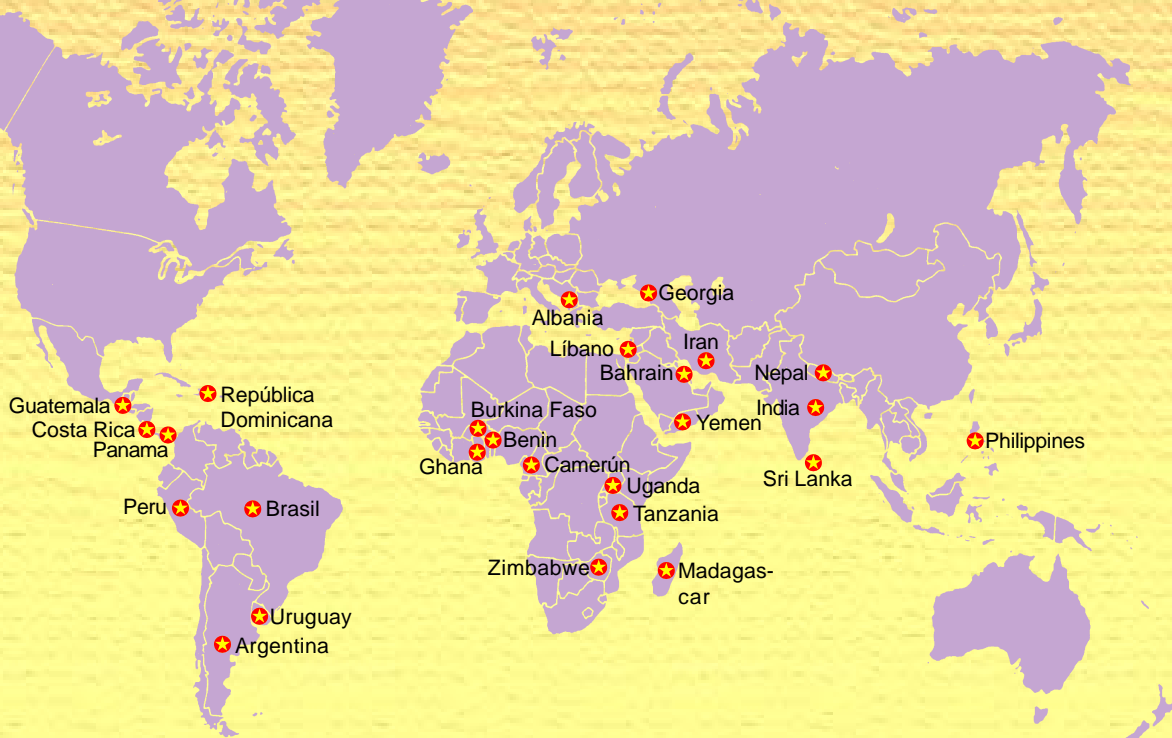 Georgia
Albania
Iran
Líbano
Bahrain
Nepal
República
Dominicana
Guatemala
India
Burkina Faso
Yemen
Costa Rica
Panama
Benin
Philippines
Ghana
Camerún
Sri Lanka
Uganda
Peru
Brasil
Tanzania
Zimbabwe
Madagas-
car
Uruguay
Argentina